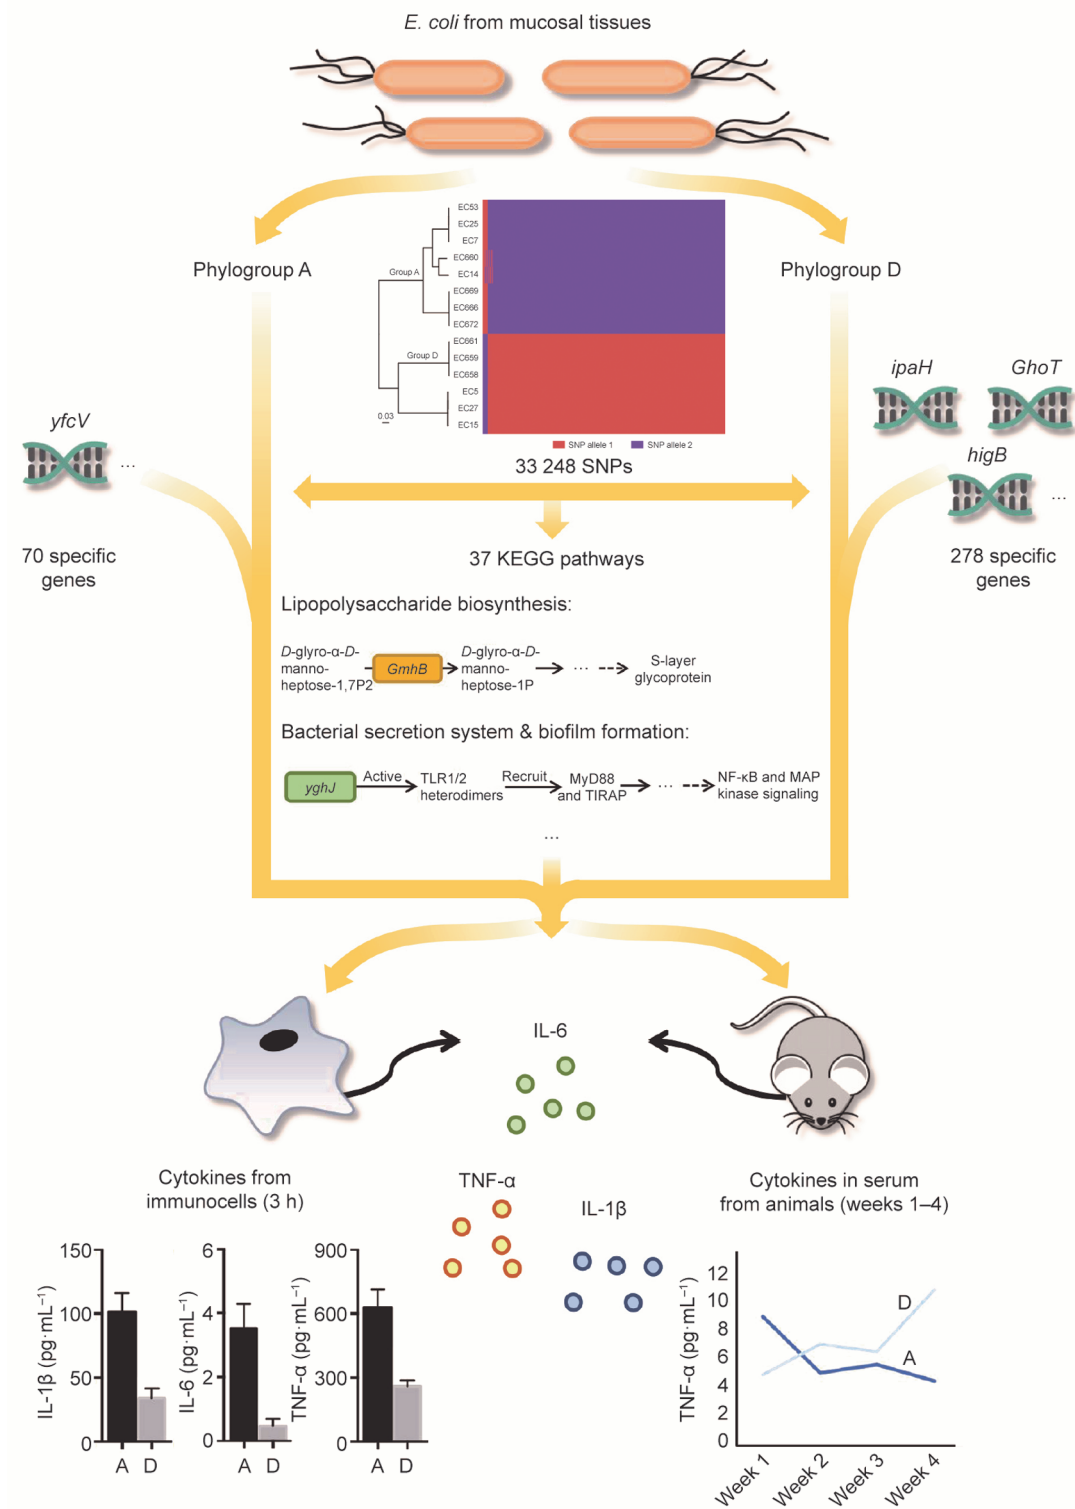 E. coli from mucosal tissues
Phylogroup A
Phylogroup D
EC53
EC25
EC7
EC660
EC14
EC669
EC666
EC672
EC661
EC659
EC658
EC5
EC27
EC15
Group A
Group D
0.03
SNP allele 1
SNP allele 2
33 248 SNPs
yfcV
...
70 specific
genes
ipaH
GhoT
higB
...
278 specific
genes
37 KEGG pathways
Lipopolysaccharide biosynthesis:
D-glyro-α-D-
manno-
heptose-1,7P2
GmhB
D-glyro-α-D-
manno-
heptose-1P
...
S-layer
glycoprotein
Bacterial secretion system & biofilm formation:
yghJ
Active
TLR1/2
heterodimers
Recruit
MyD88
and TIRAP
...
NF-κB and MAP
kinase signaling
...
IL-6
TNF-α
IL-1β
Cytokines from
immunocells (3 h)
IL-1β (pg·mL⁻¹)
150
100
50
0
A D
IL-6 (pg·mL⁻¹)
6
4
2
0
A D
TNF-α (pg·mL⁻¹)
900
600
300
0
A D
Cytokines in serum
from animals (weeks 1–4)
TNF-α (pg·mL⁻¹)
12
10
8
6
4
2
0
D
A
Week 1
Week 2
Week 3
Week 4